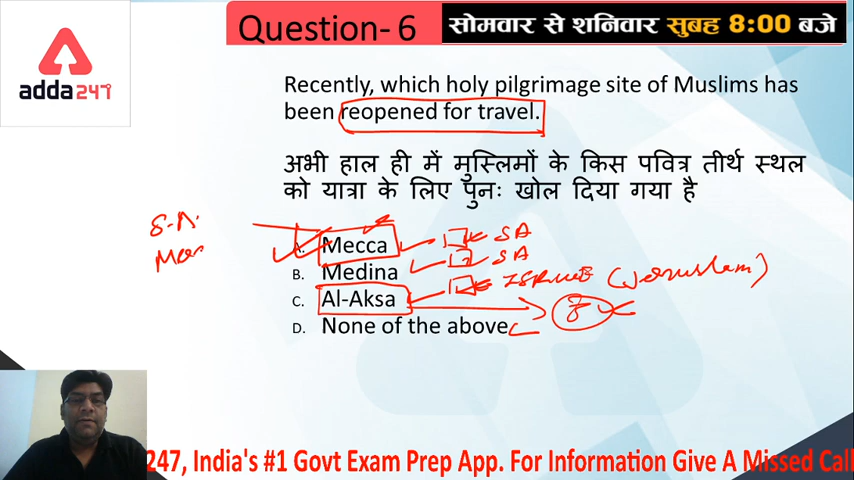 Question- 6
सोमवार से शनिवार सुबह 8:00 बजे
adda247
Recently, which holy pilgrimage site of Muslims has
been reopened for travel.
अभी हाल ही में मुस्लिमों के किस पवित्र तीर्थ स्थल
को यात्रा के लिए पुनः खोल दिया गया है
S.A.
A. Mecca SA
B. Medina SA
C. Al-Aksa
D. None of the above
247, India's #1 Govt Exam Prep App. For Information Give A Missed Call